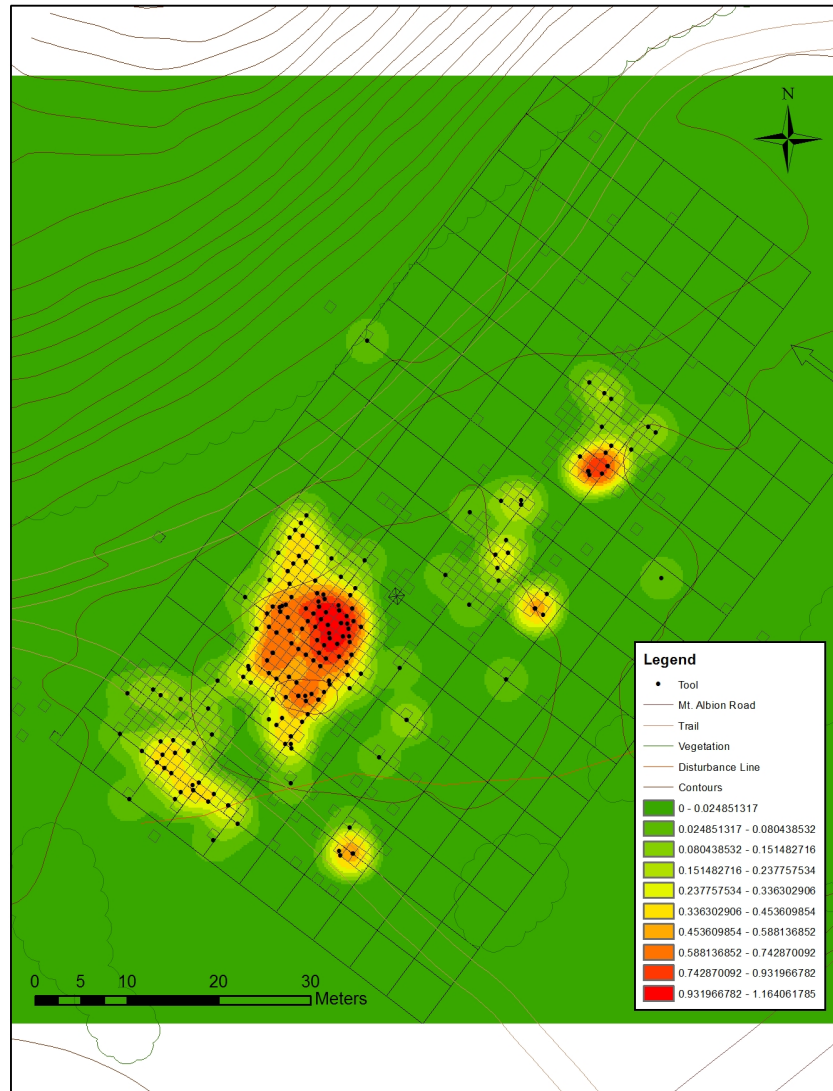 N
Legend
Tool
Mt. Albion Road
Trail
Vegetation
Disturbance Line
Contours
0 - 0.024851317
0.024851317 - 0.080438532
0.080438532 - 0.151482716
0.151482716 - 0.237757534
0.237757534 - 0.336302906
0.336302906 - 0.453609854
0.453609854 - 0.588136852
0.588136852 - 0.742870092
0.742870092 - 0.931966782
0.931966782 - 1.164061785
0 5 10 20 30
Meters